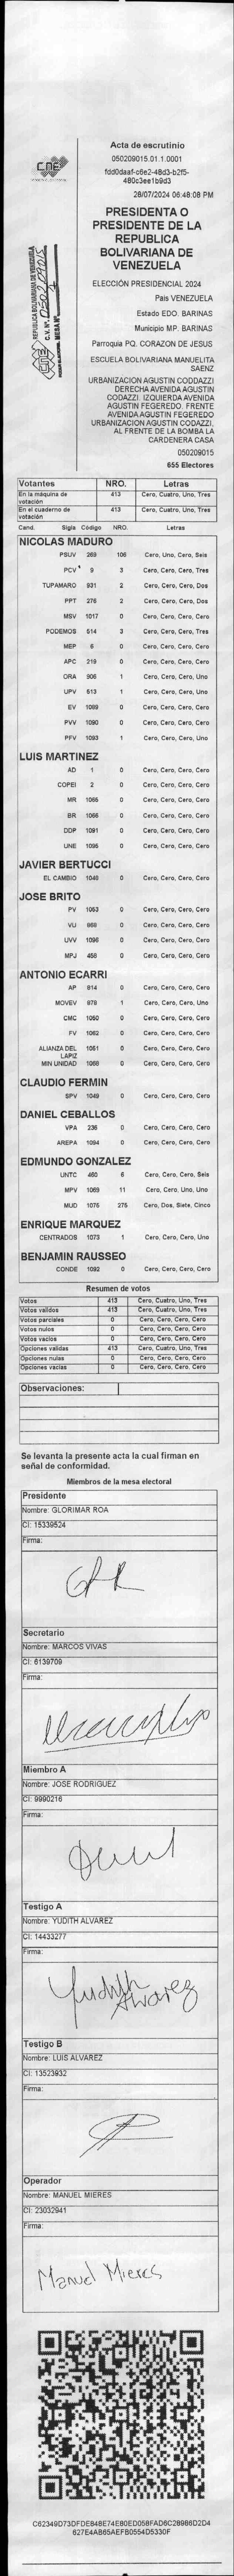 Acta de escrutinio
050209015.01.1.0001
fdd0daaf-c6e2-48d3-b2f5-
480c3ee1b9d3
28/07/2024 06:48:08 PM
CNE
PRESIDENTA O
PRESIDENTE DE LA
REPUBLICA
BOLIVARIANA DE
VENEZUELA
REPÚBLICA BOLIVARIANA DE VENEZUELA
CNE
C.V. Nº. 050209015
MESA Nº.
ELECCIÓN PRESIDENCIAL 2024
Pais VENEZUELA
Estado EDO. BARINAS
Municipio MP. BARINAS
Parroquia PQ. CORAZON DE JESUS
ESCUELA BOLIVARIANA MANUELITA
SAENZ
URBANIZACION AGUSTIN CODDAZZI
DERECHA AVENIDA AGUSTIN
CODAZZI. IZQUIERDA AVENIDA
AGUSTIN FEGEREDO. FRENTE
AVENIDA AGUSTIN FEGEREDO
URBANIZACION AGUSTIN CODAZZI,
AL FRENTE DE LA BOMBA LA
CARDENERA CASA
050209015
655 Electores
Votantes NRO. Letras
En la máquina de votación 413 Cero, Cuatro, Uno, Tres
En el cuaderno de votación 413 Cero, Cuatro, Uno, Tres
Cand. Sigla Código NRO. Letras
NICOLAS MADURO
PSUV 269 106 Cero, Uno, Cero, Seis
PCV 9 3 Cero, Cero, Cero, Tres
TUPAMARO 931 2 Cero, Cero, Cero, Dos
PPT 276 2 Cero, Cero, Cero, Dos
MSV 1017 0 Cero, Cero, Cero, Cero
PODEMOS 514 3 Cero, Cero, Cero, Tres
MEP 6 0 Cero, Cero, Cero, Cero
APC 219 0 Cero, Cero, Cero, Cero
ORA 906 1 Cero, Cero, Cero, Uno
UPV 613 1 Cero, Cero, Cero, Uno
EV 1089 0 Cero, Cero, Cero, Cero
PVV 1090 0 Cero, Cero, Cero, Cero
PFV 1093 1 Cero, Cero, Cero, Uno
LUIS MARTINEZ
AD 1 0 Cero, Cero, Cero, Cero
COPEI 2 0 Cero, Cero, Cero, Cero
MR 1065 0 Cero, Cero, Cero, Cero
BR 1066 0 Cero, Cero, Cero, Cero
DDP 1091 0 Cero, Cero, Cero, Cero
UNE 1095 0 Cero, Cero, Cero, Cero
JAVIER BERTUCCI
EL CAMBIO 1046 0 Cero, Cero, Cero, Cero
JOSE BRITO
PV 1053 0 Cero, Cero, Cero, Cero
VU 0 Cero, Cero, Cero, Cero
UVV 1096 0 Cero, Cero, Cero, Cero
MPJ 0 Cero, Cero, Cero, Cero
ANTONIO ECARRI
AP 814 0 Cero, Cero, Cero, Cero
MOVEV 978 1 Cero, Cero, Cero, Uno
CMC 1050 0 Cero, Cero, Cero, Cero
FV 1062 0 Cero, Cero, Cero, Cero
ALIANZA DEL LAPIZ 1051 0 Cero, Cero, Cero, Cero
MIN UNIDAD 1068 0 Cero, Cero, Cero, Cero
CLAUDIO FERMIN
SPV 1049 0 Cero, Cero, Cero, Cero
DANIEL CEBALLOS
VPA 236 0 Cero, Cero, Cero, Cero
AREPA 1094 0 Cero, Cero, Cero, Cero
EDMUNDO GONZALEZ
UNTC 460 6 Cero, Cero, Cero, Seis
MPV 1069 11 Cero, Cero, Uno, Uno
MUD 1075 275 Cero, Dos, Siete, Cinco
ENRIQUE MARQUEZ
CENTRADOS 1073 1 Cero, Cero, Cero, Uno
BENJAMIN RAUSSEO
CONDE 1092 0 Cero, Cero, Cero, Cero
Resumen de votos
Votos 413 Cero, Cuatro, Uno, Tres
Votos validos 413 Cero, Cuatro, Uno, Tres
Votos parciales 0 Cero, Cero, Cero, Cero
Votos nulos 0 Cero, Cero, Cero, Cero
Votos vacios 0 Cero, Cero, Cero, Cero
Opciones validas 413 Cero, Cuatro, Uno, Tres
Opciones nulas 0 Cero, Cero, Cero, Cero
Opciones vacias 0 Cero, Cero, Cero, Cero
Observaciones:
Se levanta la presente acta la cual firman en
señal de conformidad.
Miembros de la mesa electoral
Presidente
Nombre: GLORIMAR ROA
CI: 15339524
Firma:
Secretario
Nombre: MARCOS VIVAS
CI: 6139709
Firma:
Miembro A
Nombre: JOSE RODRIGUEZ
CI: 9990216
Firma:
Testigo A
Nombre: YUDITH ALVAREZ
CI: 14433277
Firma:
Yudith
Alvarez
Testigo B
Nombre: LUIS ALVAREZ
CI: 13523932
Firma:
Operador
Nombre: MANUEL MIERES
CI: 23032941
Firma:
Manuel Mieres
C62349D73DFDE848E74E80ED058FAD6C28986D2D4
627E4AB65AEFB0554D5330F